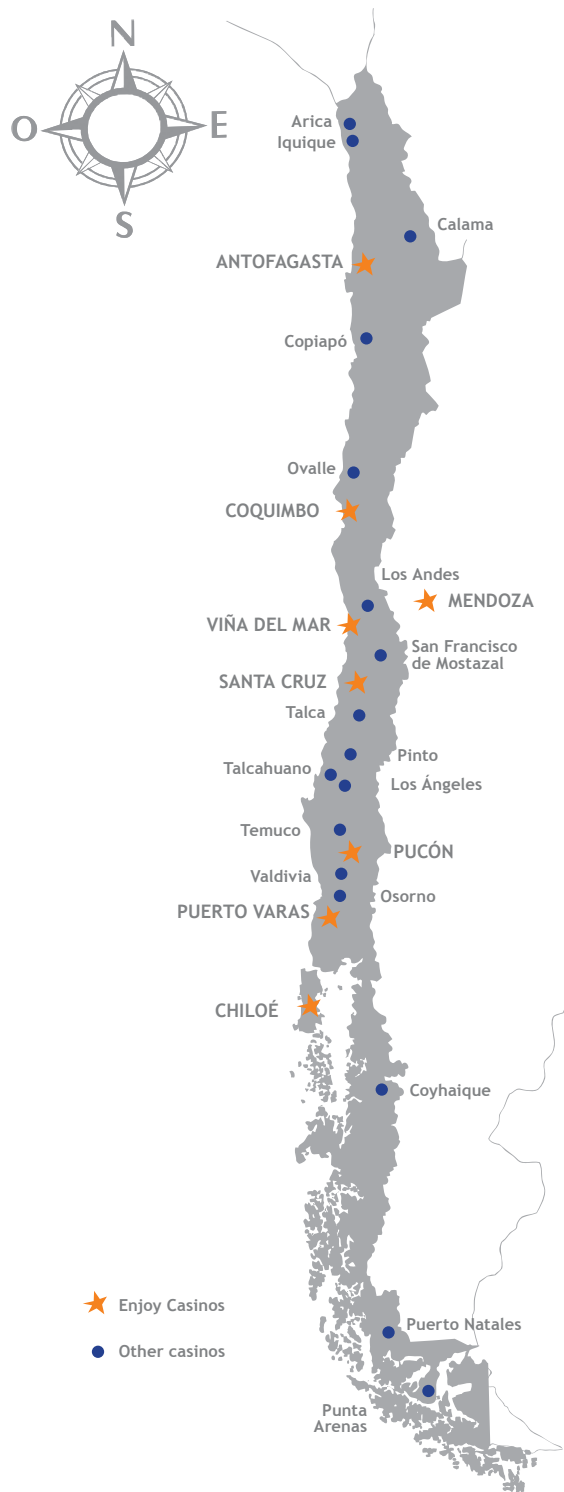 N
O
E
S
Arica
Iquique
Calama
ANTOFAGASTA
Copiapó
Ovalle
COQUIMBO
Los Andes
MENDOZA
VIÑA DEL MAR
San Francisco
de Mostazal
SANTA CRUZ
Talca
Pinto
Talcahuano
Los Ángeles
Temuco
PUCÓN
Valdivia
Osorno
PUERTO VARAS
CHILOÉ
Coyhaique
Enjoy Casinos
Puerto Natales
Other casinos
Punta
Arenas